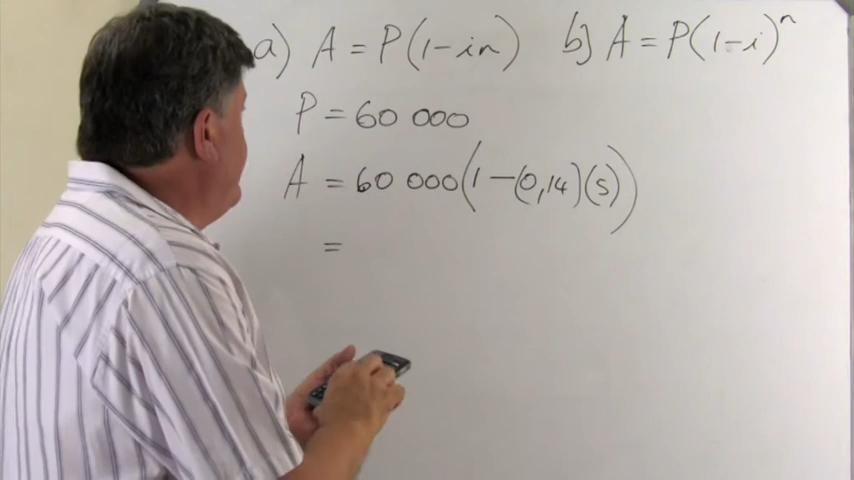 a) A = P(1-in) b) A = P(1-i)^n
P = 60 000
A = 60 000(1-(0,14)(5))
=